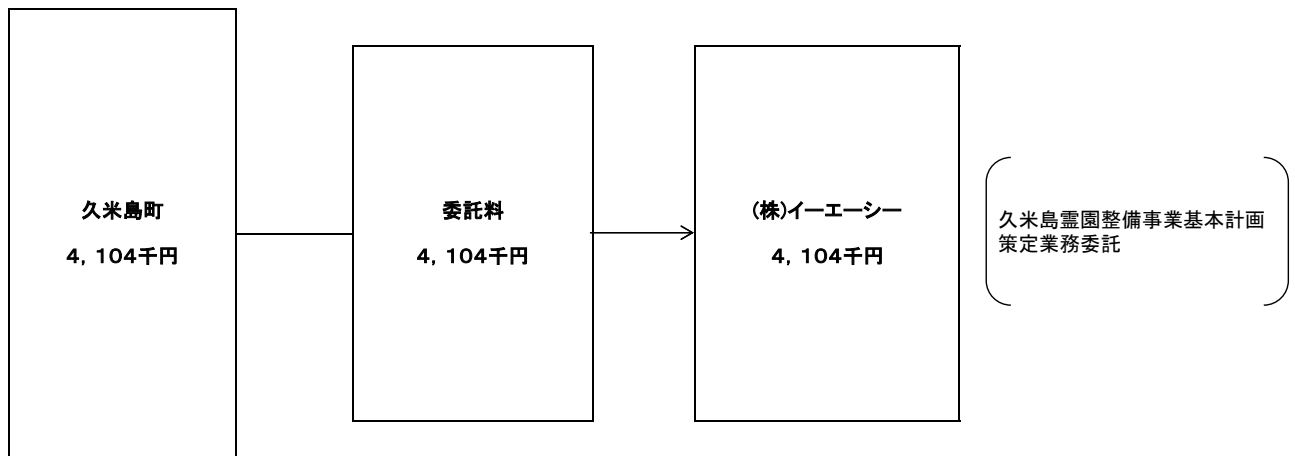 久米島町
4，104千円
委託料
4，104千円
(株)イーエーシー
4，104千円
久米島霊園整備事業基本計画
策定業務委託